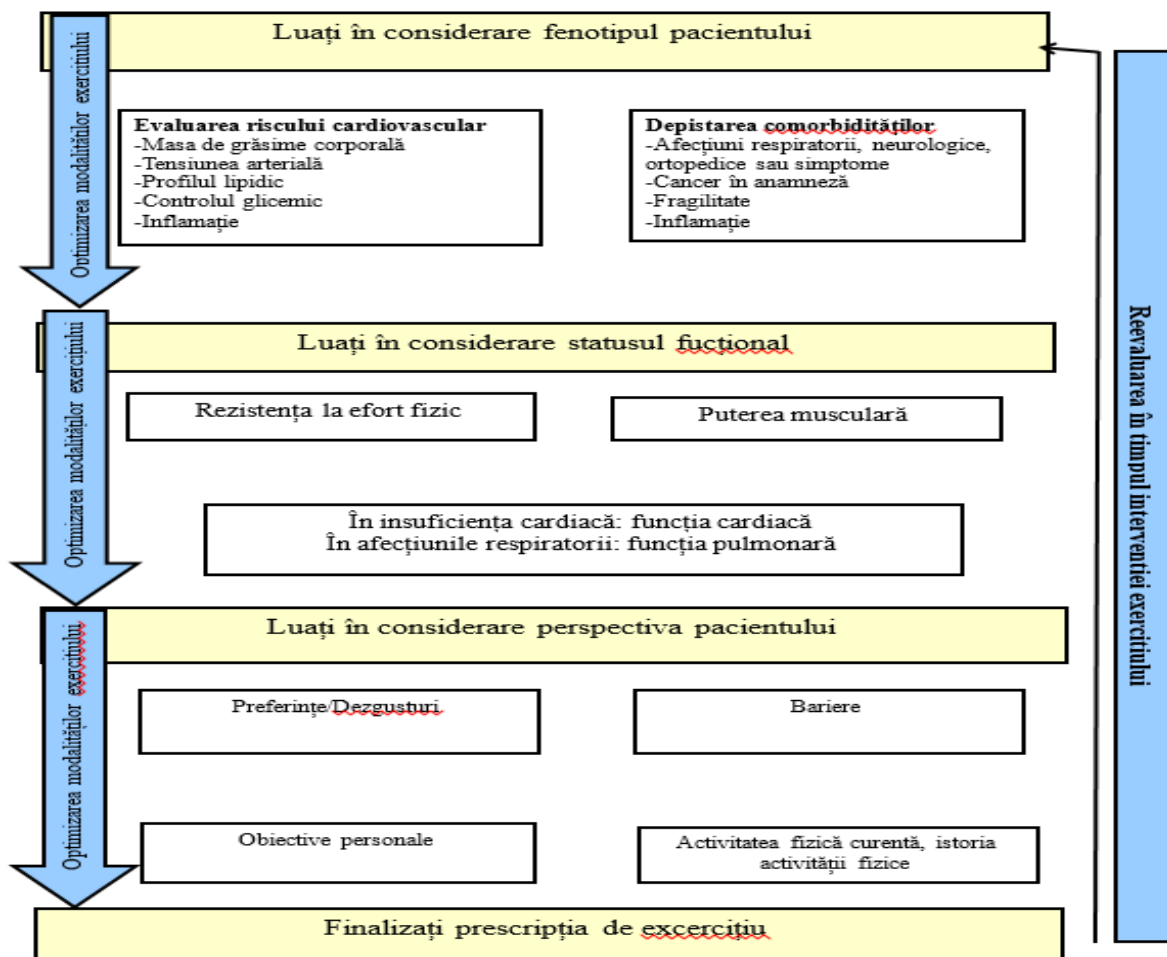 Luați în considerare fenotipul pacientului
Optimizarea modalităților exercitiului
Evaluarea riscului cardiovascular
-Masa de grăsime corporală
-Tensiunea arterială
-Profilul lipidic
-Controlul glicemic
-Inflamație
Depistarea comorbidităților
-Afecțiuni respiratorii, neurologice,
ortopedice sau simptome
-Cancer în anamneză
-Fragilitate
-Inflamație
Luați în considerare statusul fucțional
Optimizarea modalităților exercițiului
Rezistența la efort fizic
Puterea musculară
În insuficiența cardiacă: funcția cardiacă
În afecțiunile respiratorii: funcția pulmonară
Luați în considerare perspectiva pacientului
Optimizarea modalităților exercitiului
Preferințe/Dezgusturi
Bariere
Obiective personale
Activitatea fizică curentă, istoria
activității fizice
Finalizați prescripția de excercițiu
Reevaluarea în timpul interventiei exercitiului